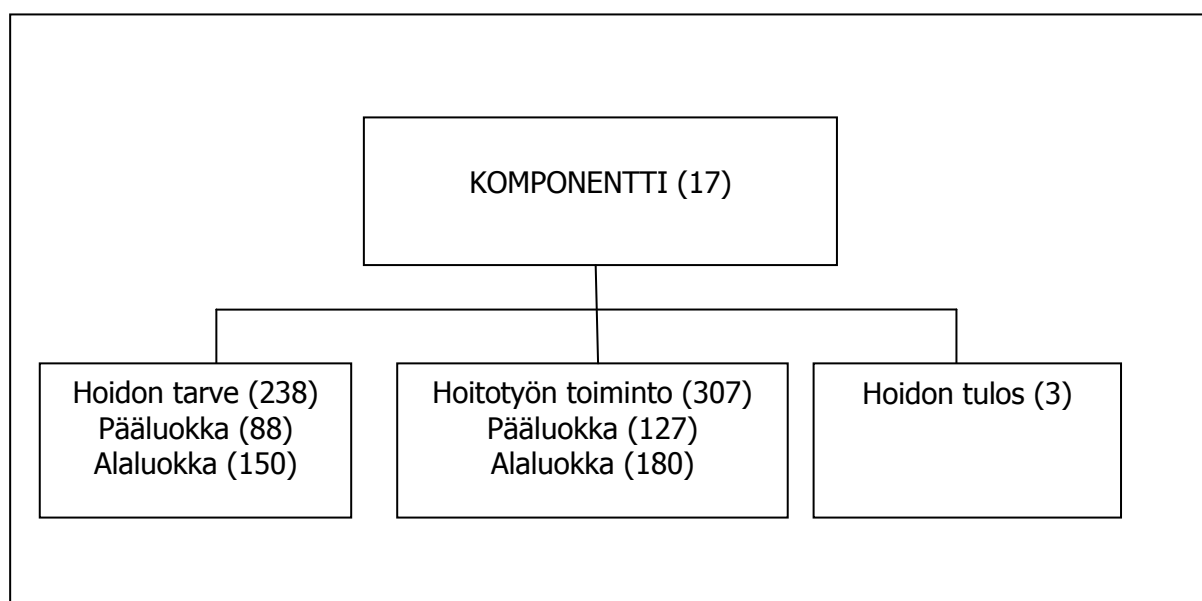 KOMPONENTTI (17)
Hoidon tarve (238)
Pääluokka (88)
Alaluokka (150)
Hoitotyön toiminto (307)
Pääluokka (127)
Alaluokka (180)
Hoidon tulos (3)